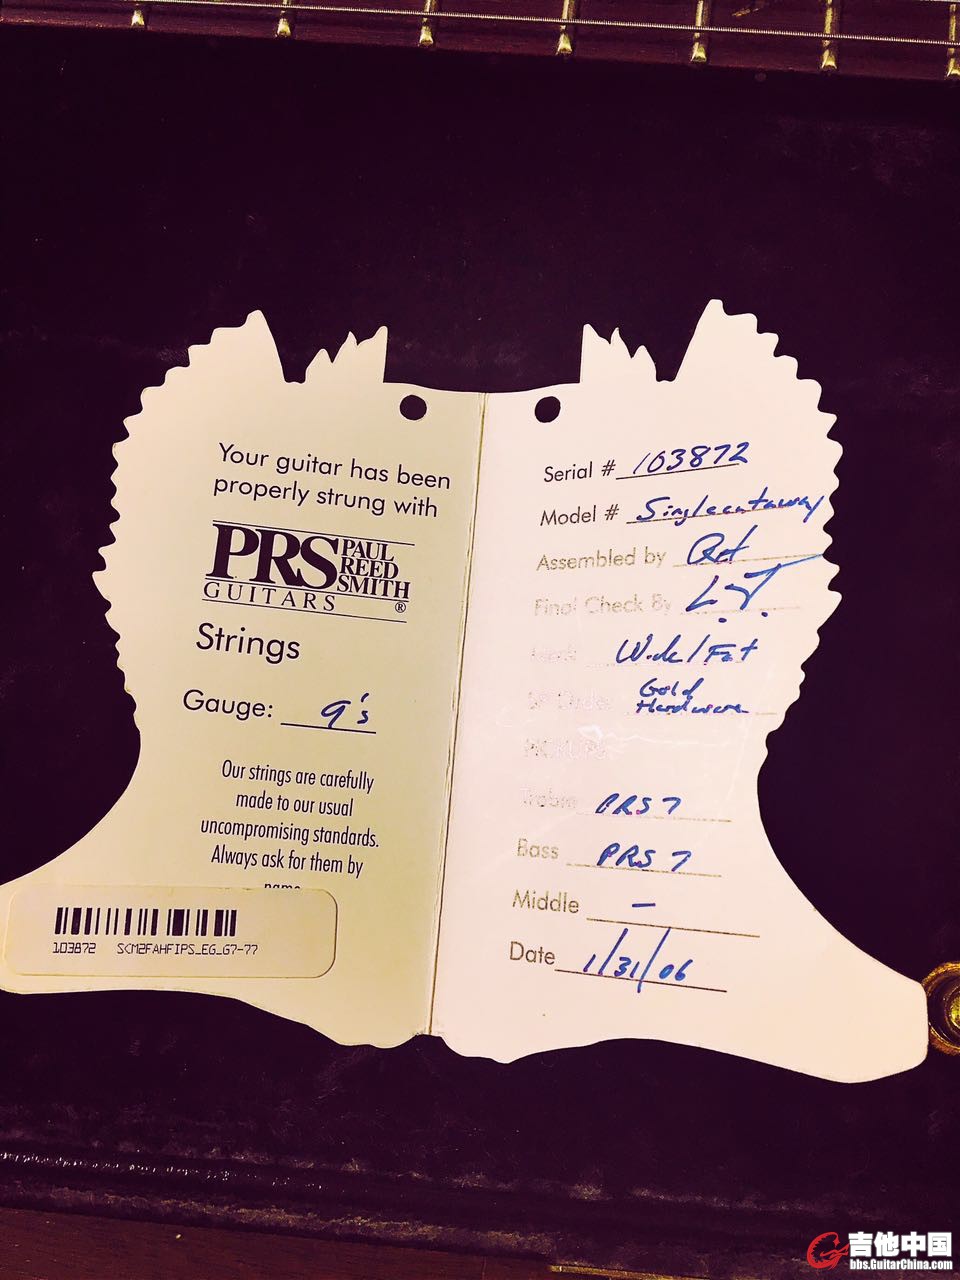 Your guitar has been
properly strung with
PRS PAUL
REED
SMITH
GUITARS ®
Strings
Gauge: 9's
Our strings are carefully
made to our usual
uncompromising standards.
Always ask for them by
name
103872 SCM2FAHFIPS_EG_G7-77
Serial # 103872
Model # Singlecutaway
Assembled by
Final Check By L.T.
Neck Wide/Fat
Gold
Hardware
PICKUPS
Treble PRS 7
Bass PRS 7
Middle –
Date 1/31/06
吉他中国
bbs.GuitarChina.com